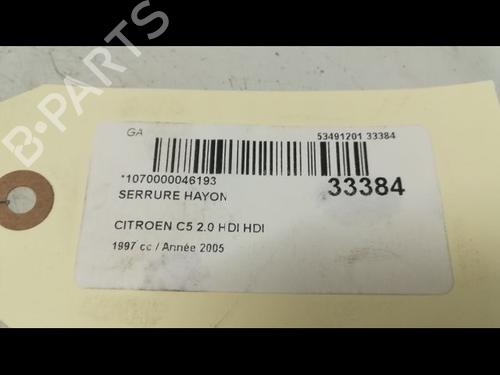 B-PARTS
GA
53491201 33384
*1070000046193
33384
SERRURE HAYON
CITROEN C5 2.0 HDI HDI
1997 cc / Année 2005